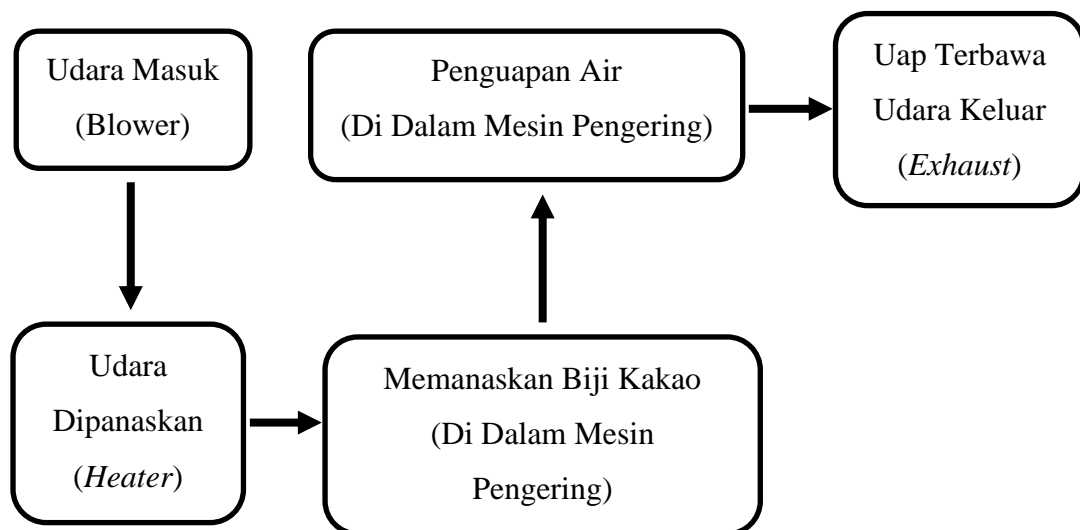 Udara Masuk
(Blower)
Udara
Dipanaskan
(Heater)
Memanaskan Biji Kakao
(Di Dalam Mesin
Pengering)
Penguapan Air
(Di Dalam Mesin Pengering)
Uap Terbawa
Udara Keluar
(Exhaust)